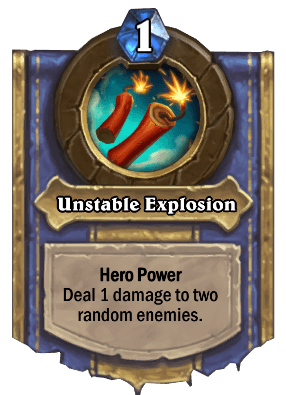 1
Unstable Explosion
Hero Power
Deal 1 damage to two
random enemies.